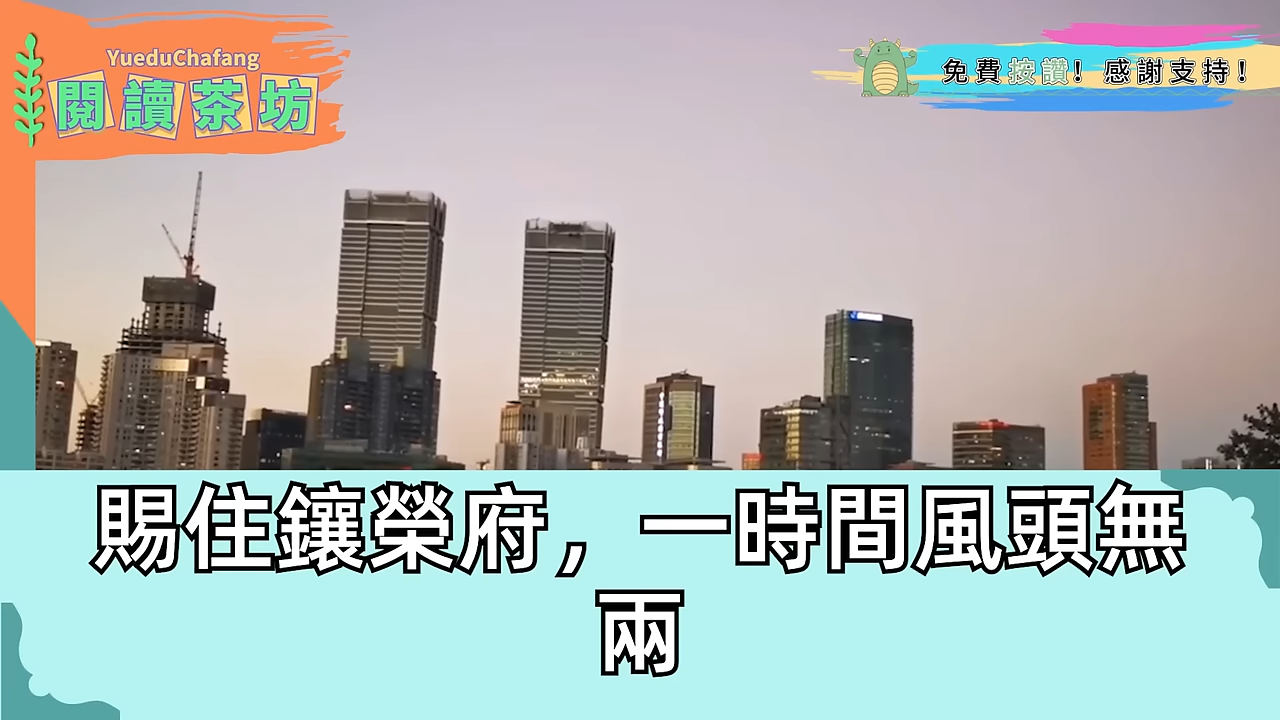 YueduChafang
閱讀茶坊
免費按讚！感謝支持！
賜住鑲榮府，一時間風頭無
兩